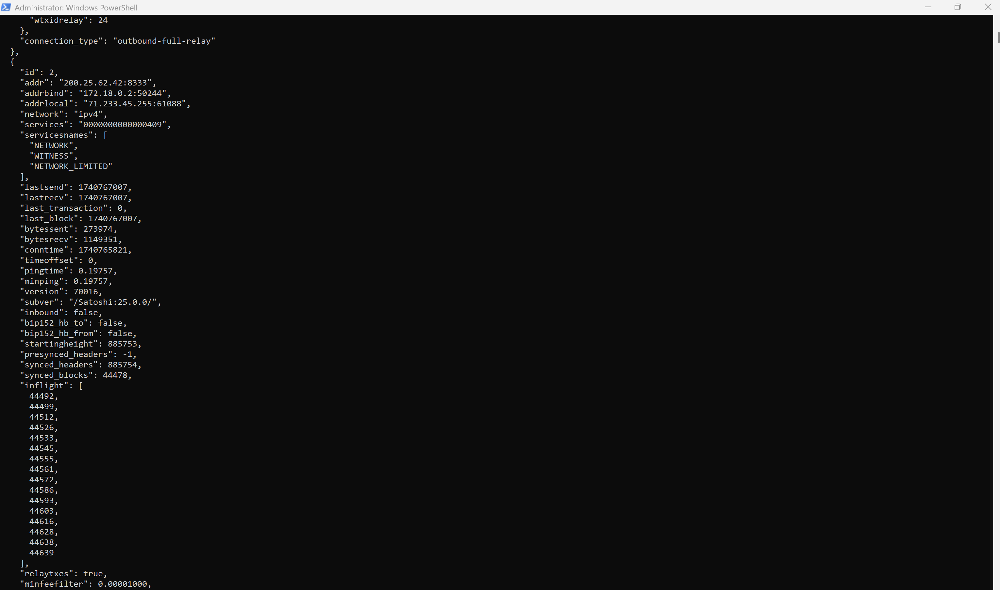 Administrator: Windows PowerShell
"wtxidrelay": 24
},
"connection_type": "outbound-full-relay"
},
{
"id": 2,
"addr": "200.25.62.42:8333",
"addrbind": "172.18.0.2:50244",
"addrlocal": "71.233.45.255:61088",
"network": "ipv4",
"services": "0000000000000409",
"servicesnames": [
"NETWORK",
"WITNESS",
"NETWORK_LIMITED"
],
"lastsend": 1740767007,
"lastrecv": 1740767007,
"last_transaction": 0,
"last_block": 1740767007,
"bytessent": 273974,
"bytesrecv": 1149351,
"conntime": 1740765821,
"timeoffset": 0,
"pingtime": 0.19757,
"minping": 0.19757,
"version": 70016,
"subver": "/Satoshi:25.0.0/",
"inbound": false,
"bip152_hb_to": false,
"bip152_hb_from": false,
"startingheight": 885753,
"presynced_headers": -1,
"synced_headers": 885754,
"synced_blocks": 44478,
"inflight": [
44492,
44499,
44512,
44526,
44533,
44545,
44555,
44561,
44572,
44586,
44593,
44603,
44616,
44628,
44638,
44639
],
"relaytxes": true,
"minfeefilter": 0.00001000,